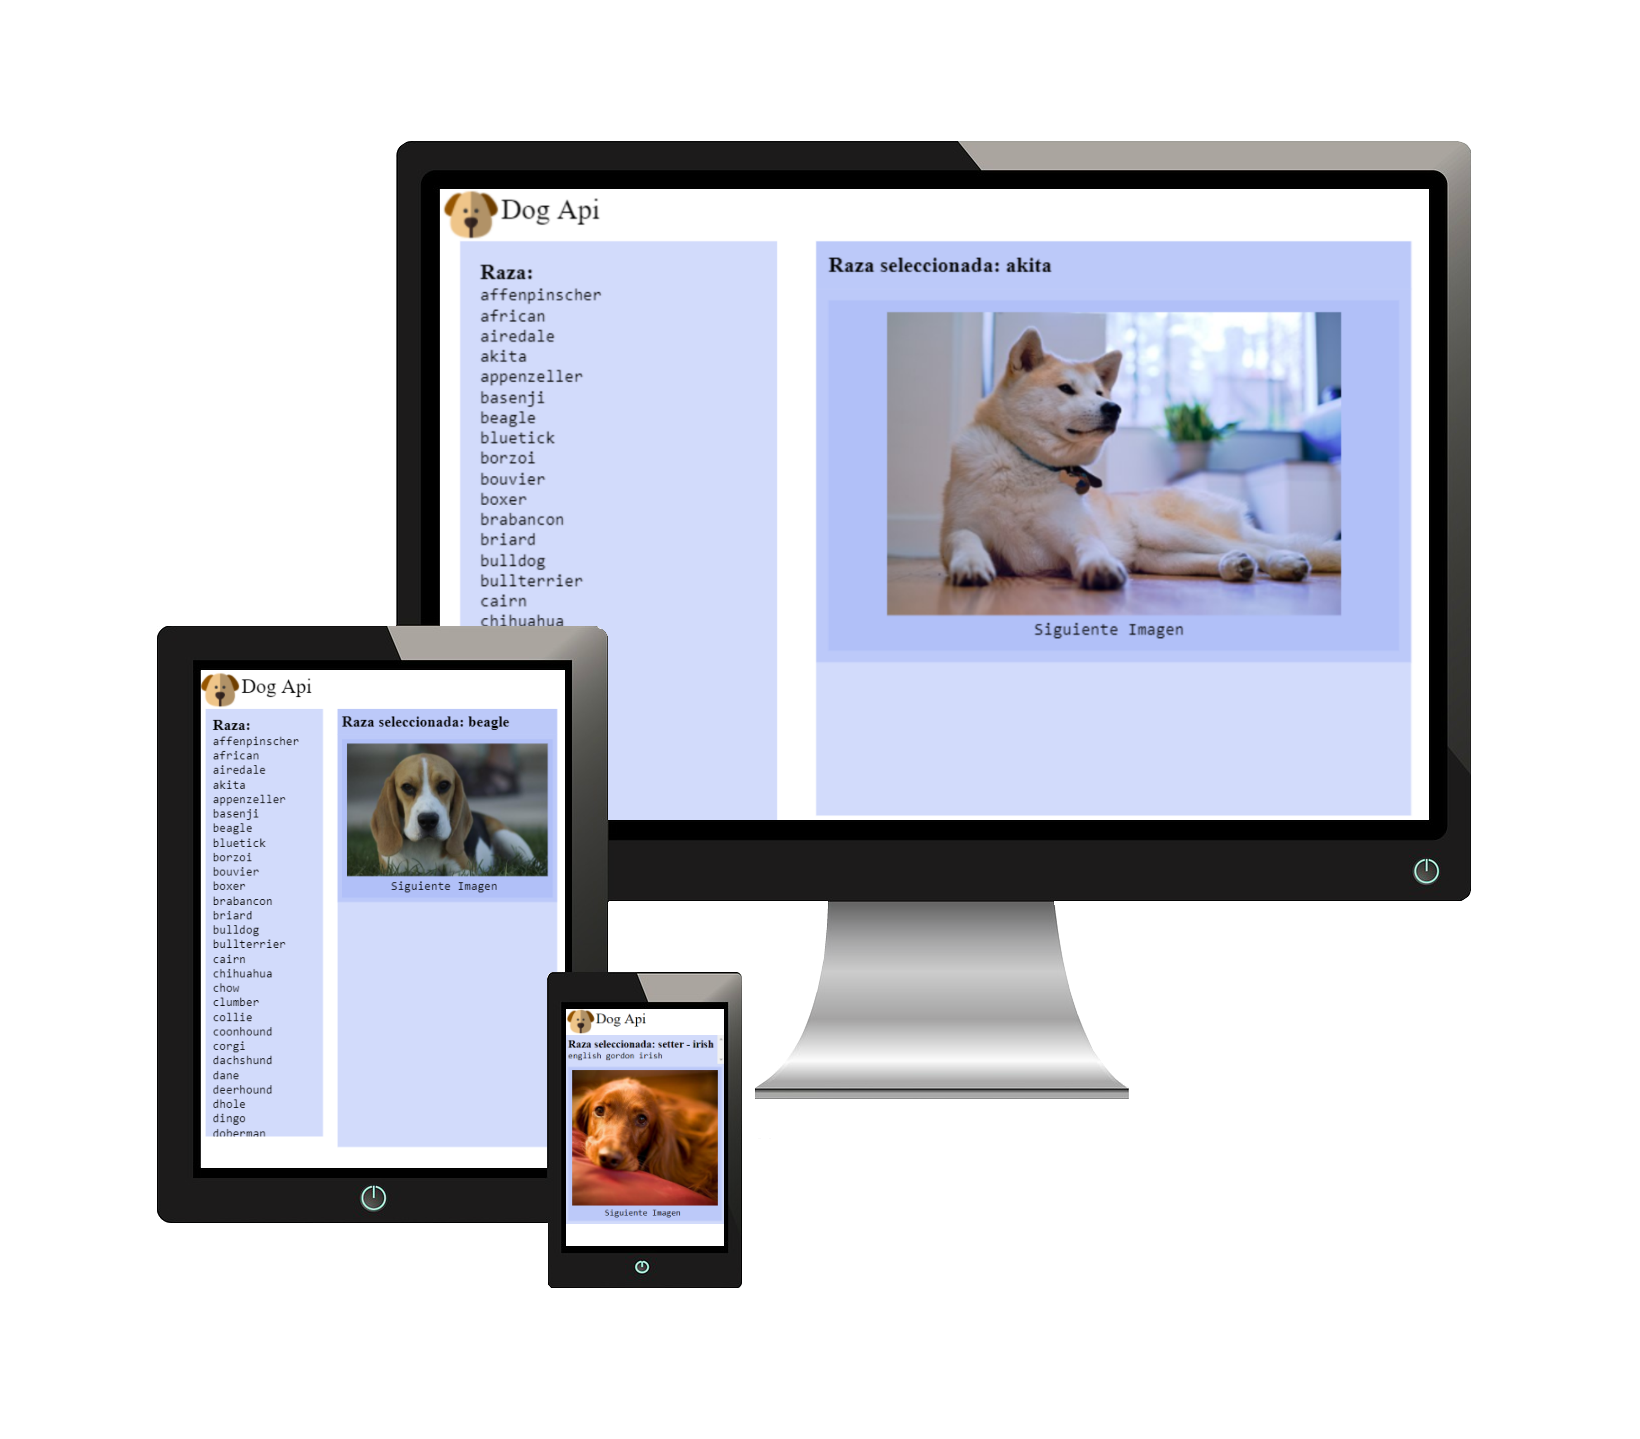 Dog Api
Raza:
affenpinscher
african
airedale
akita
appenzeller
basenji
beagle
bluetick
borzoi
bouvier
boxer
brabancon
briard
bulldog
bullterrier
cairn
chihuahua
Raza seleccionada: akita
Siguiente Imagen
Dog Api
Raza:
affenpinscher
african
airedale
akita
appenzeller
basenji
beagle
bluetick
borzoi
bouvier
boxer
brabancon
briard
bulldog
bullterrier
cairn
chihuahua
chow
clumber
collie
coonhound
corgi
dachshund
dane
deerhound
dhole
dingo
doberman
Raza seleccionada: beagle
Siguiente Imagen
Dog Api
Raza seleccionada: setter - irish
english gordon irish
Siguiente Imagen